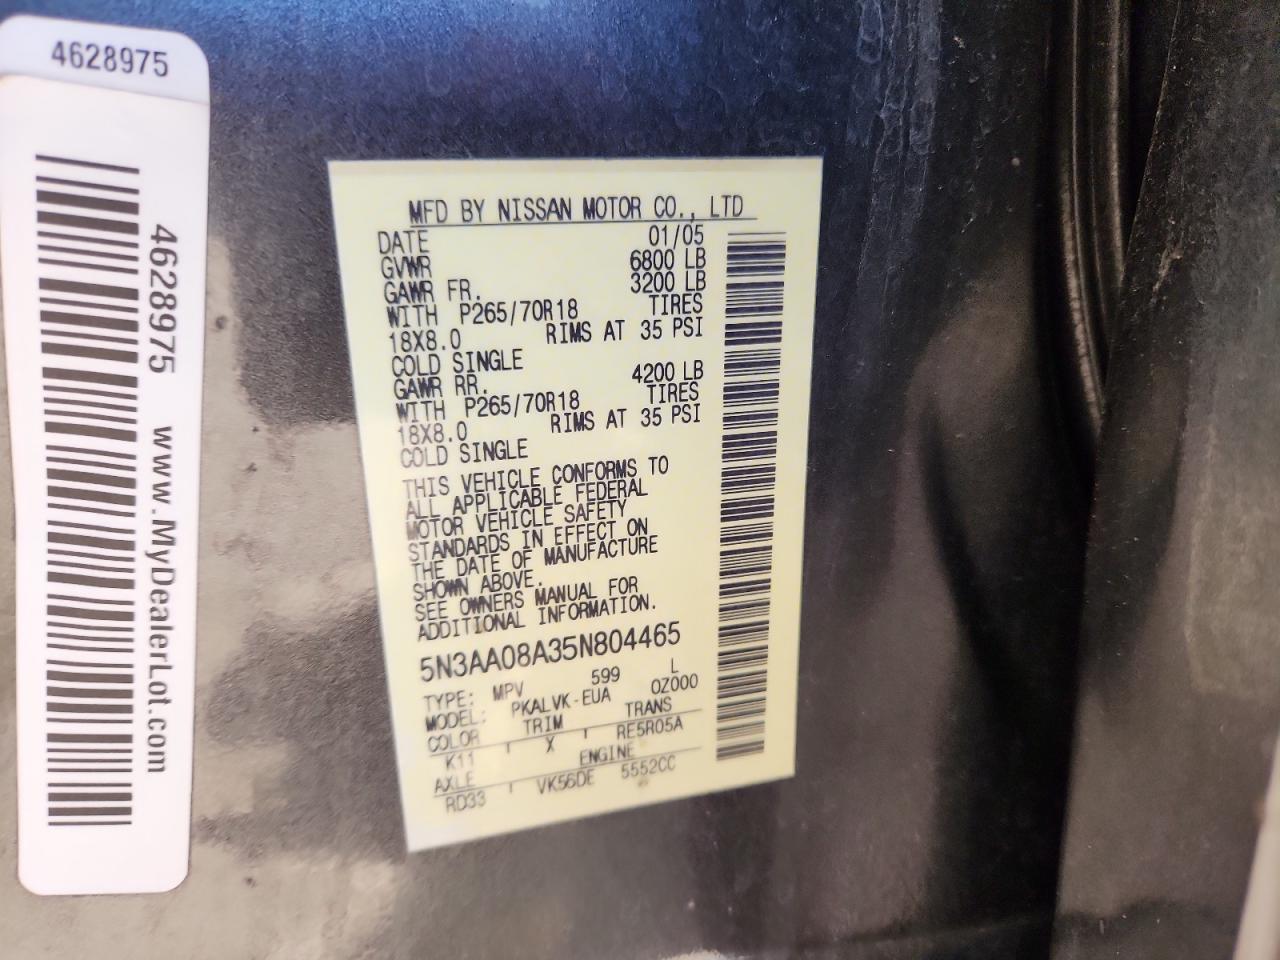 4628975
4628975 www.MyDealerLot.com
MFD BY NISSAN MOTOR CO., LTD
DATE 01/05
GVWR 6800 LB
GAWR FR. 3200 LB
WITH P265/70R18 TIRES
18X8.0 RIMS AT 35 PSI
COLD SINGLE
GAWR RR. 4200 LB
WITH P265/70R18 TIRES
18X8.0 RIMS AT 35 PSI
COLD SINGLE
THIS VEHICLE CONFORMS TO
ALL APPLICABLE FEDERAL
MOTOR VEHICLE SAFETY
STANDARDS IN EFFECT ON
THE DATE OF MANUFACTURE
SHOWN ABOVE.
SEE OWNERS MANUAL FOR
ADDITIONAL INFORMATION.
5N3AA08A35N804465
TYPE: MPV 599 L
MODEL: PKALVK-EUA 0Z000
COLOR TRIM TRANS
K11 X RE5R05A
AXLE ENGINE
RD33 VK56DE 5552CC